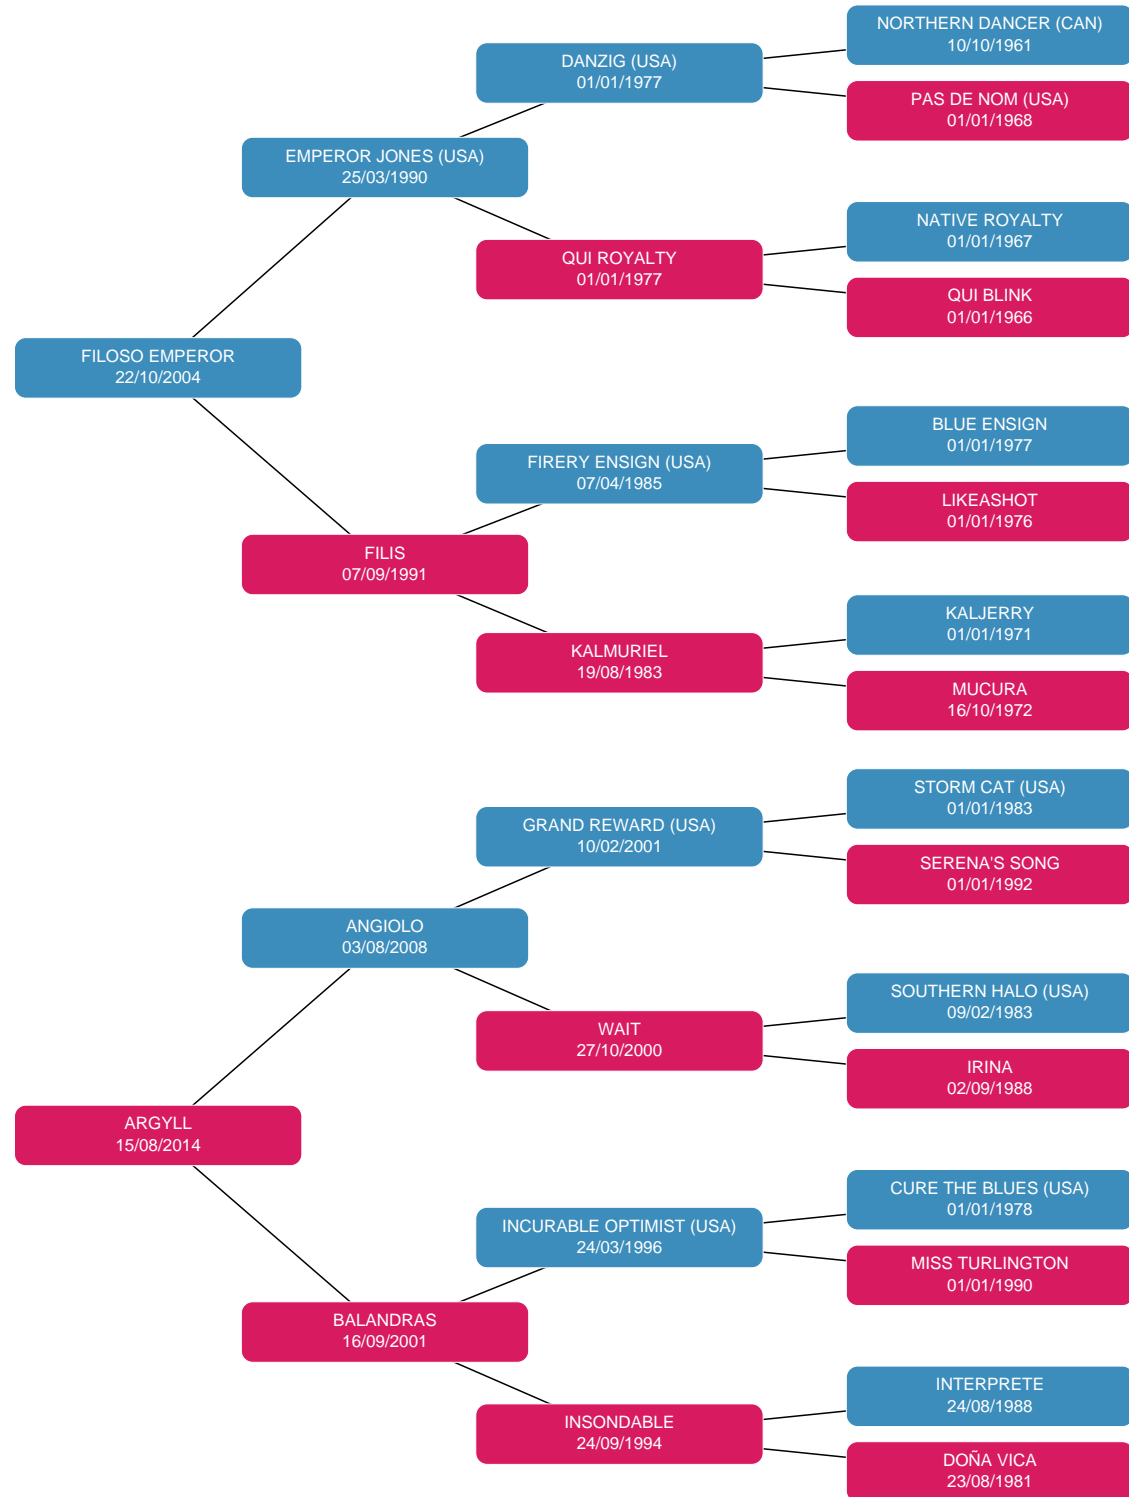 NORTHERN DANCER (CAN)
10/10/1961
DANZIG (USA)
01/01/1977
PAS DE NOM (USA)
01/01/1968
EMPEROR JONES (USA)
25/03/1990
NATIVE ROYALTY
01/01/1967
QUI ROYALTY
01/01/1977
QUI BLINK
01/01/1966
FILOSO EMPEROR
22/10/2004
BLUE ENSIGN
01/01/1977
FIRERY ENSIGN (USA)
07/04/1985
LIKEASHOT
01/01/1976
FILIS
07/09/1991
KALJERRY
01/01/1971
KALMURIEL
19/08/1983
MUCURA
16/10/1972
STORM CAT (USA)
01/01/1983
GRAND REWARD (USA)
10/02/2001
SERENA'S SONG
01/01/1992
ANGIOLO
03/08/2008
SOUTHERN HALO (USA)
09/02/1983
WAIT
27/10/2000
IRINA
02/09/1988
ARGYLL
15/08/2014
CURE THE BLUES (USA)
01/01/1978
INCURABLE OPTIMIST (USA)
24/03/1996
MISS TURLINGTON
01/01/1990
BALANDRAS
16/09/2001
INTERPRETE
24/08/1988
INSONDABLE
24/09/1994
DOÑA VICA
23/08/1981